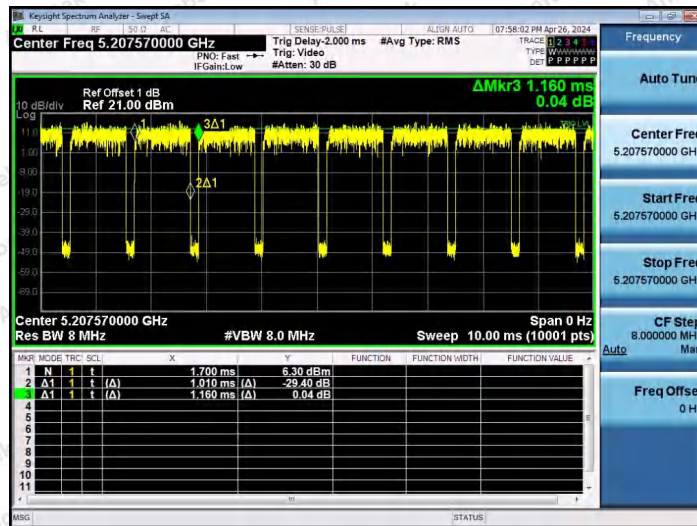 Keysight Spectrum Analyzer - Swept SA
RL RF 50 Ω AC SENSE:PULSE ALIGN AUTO 07:58:02 PM Apr 26, 2024
Center Freq 5.207570000 GHz
PNO: Fast
IFGain:Low
Trig Delay-2.000 ms
Trig: Video
#Atten: 30 dB
#Avg Type: RMS
TRACE 1 2 3 4 5 6
TYPE W
DET P P P P P P
Frequency
Auto Tune
ΔMkr3 1.160 ms
0.04 dB
Ref Offset 1 dB
10 dB/div Ref 21.00 dBm
Log
11.0
1.00
-9.00
-19.0
-29.0
-39.0
-49.0
-59.0
-69.0
1
3Δ1
2Δ1
TRIG LVL
Center Freq
5.207570000 GH
Start Freq
5.207570000 GH
Stop Freq
5.207570000 GH
CF Step
8.000000 MH
Auto Man
Freq Offset
0 H
Center 5.207570000 GHz Span 0 Hz
Res BW 8 MHz #VBW 8.0 MHz Sweep 10.00 ms (10001 pts)
MKR MODE TRC SCL X Y FUNCTION FUNCTION WIDTH FUNCTION VALUE
1 N 1 t 1.700 ms 6.30 dBm
2 Δ1 1 t (Δ) 1.010 ms (Δ) -29.40 dB
3 Δ1 1 t (Δ) 1.160 ms (Δ) 0.04 dB
4
5
6
7
8
9
10
11
MSG STATUS